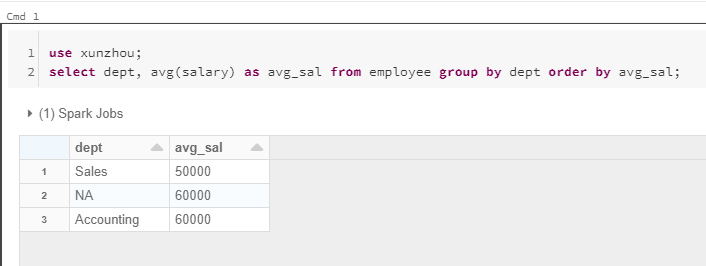 Cmd 1
1 use xunzhou;
2 select dept, avg(salary) as avg_sal from employee group by dept order by avg_sal;
(1) Spark Jobs
dept avg_sal
1 Sales 50000
2 NA 60000
3 Accounting 60000